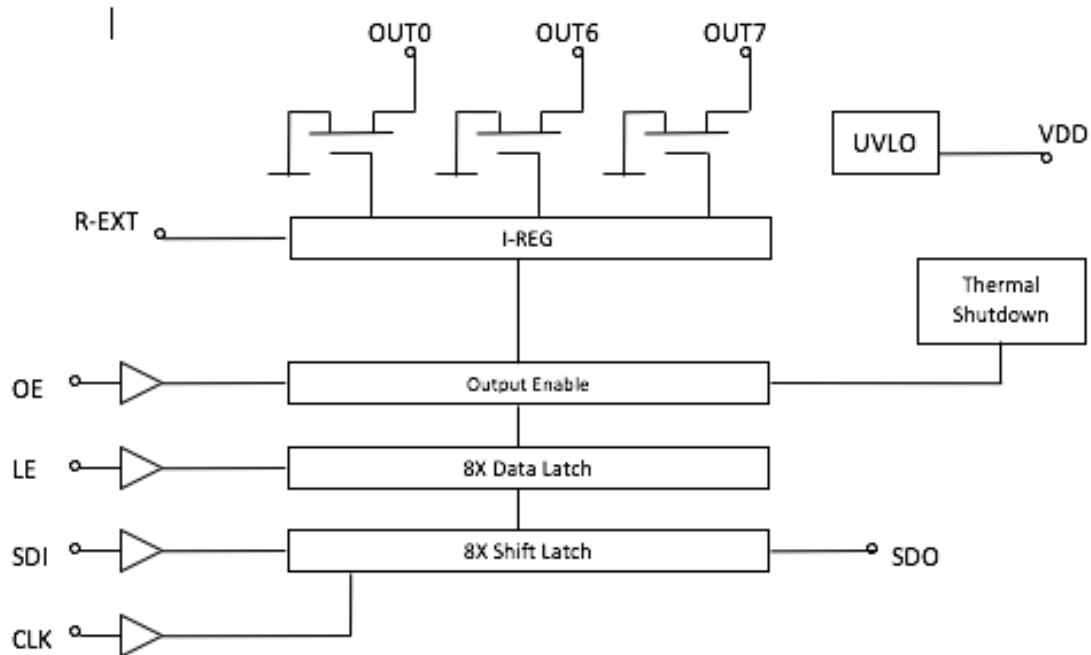 OUT0 OUT6 OUT7
UVLO
VDD
R-EXT
I-REG
Thermal
Shutdown
OE
Output Enable
LE
8X Data Latch
SDI
8X Shift Latch
SDO
CLK